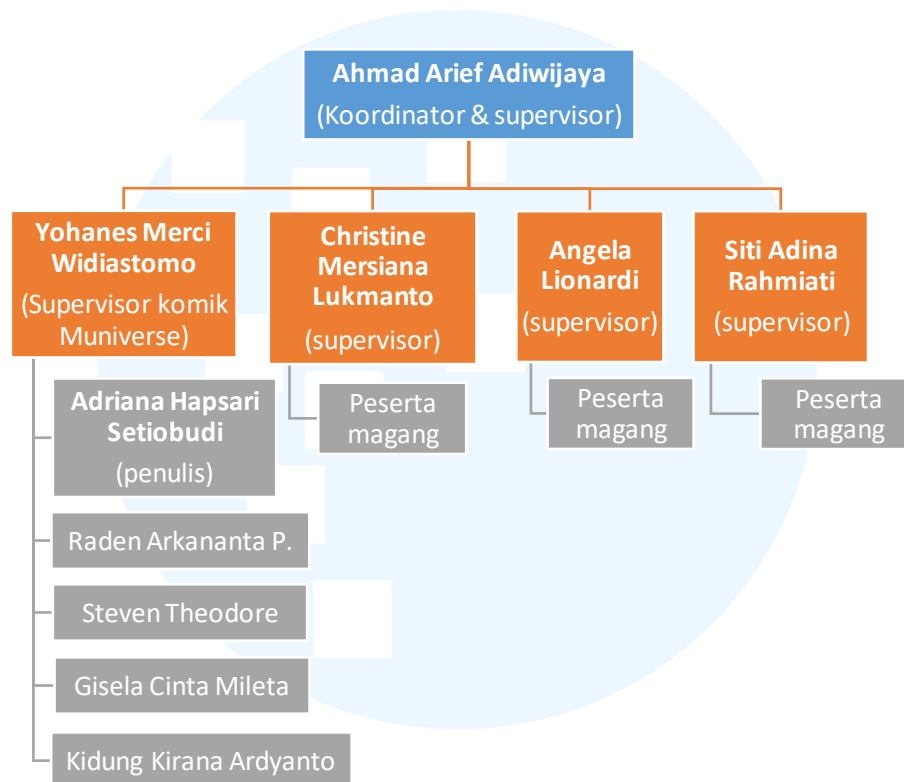 Ahmad Arief Adiwijaya
(Koordinator & supervisor)
Yohanes Merci
Widiastomo
(Supervisor komik
Muniverse)
Christine
Mersiana
Lukmanto
(supervisor)
Angela
Lionardi
(supervisor)
Siti Adina
Rahmiati
(supervisor)
Adriana Hapsari
Setiobudi
(penulis)
Raden Arkananta P.
Steven Theodore
Gisela Cinta Mileta
Kidung Kirana Ardyanto
Peserta
magang
Peserta
magang
Peserta
magang